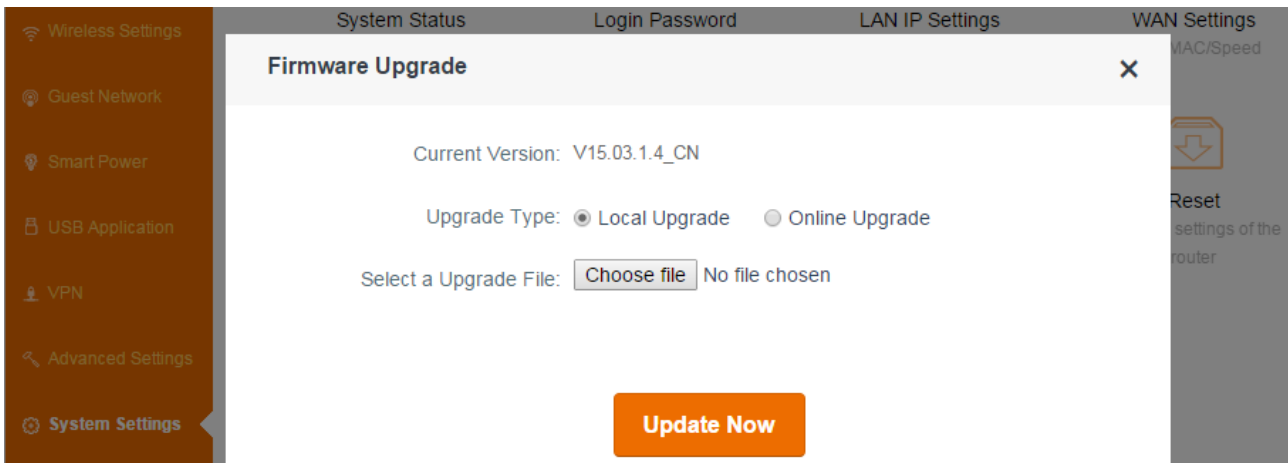 Wireless Settings
Guest Network
Smart Power
USB Application
VPN
Advanced Settings
System Settings
System Status
Login Password
LAN IP Settings
WAN Settings
MAC/Speed
Firmware Upgrade
×
Current Version: V15.03.1.4_CN
Upgrade Type: Local Upgrade Online Upgrade
Select a Upgrade File: Choose file No file chosen
Update Now
Reset
settings of the
router